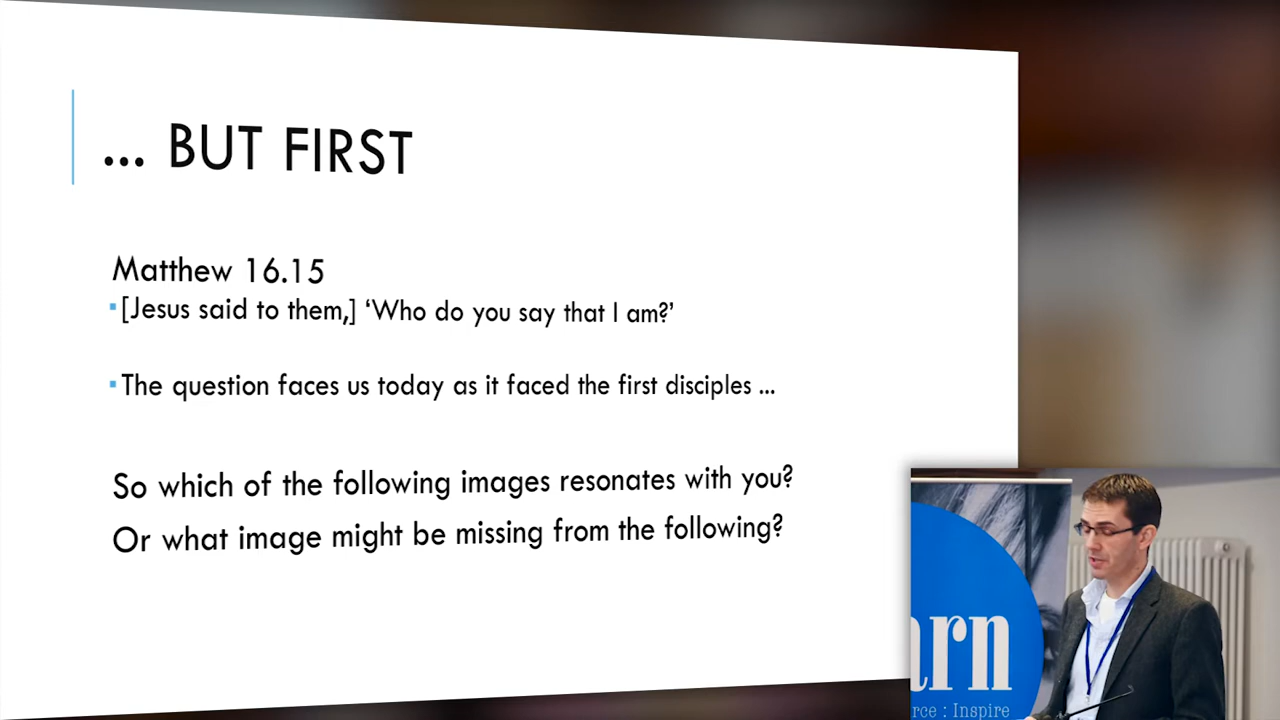 ... BUT FIRST
Matthew 16.15
▪[Jesus said to them,] ‘Who do you say that I am?’
▪The question faces us today as it faced the first disciples ...
So which of the following images resonates with you?
Or what image might be missing from the following?
arn
rce : Inspire